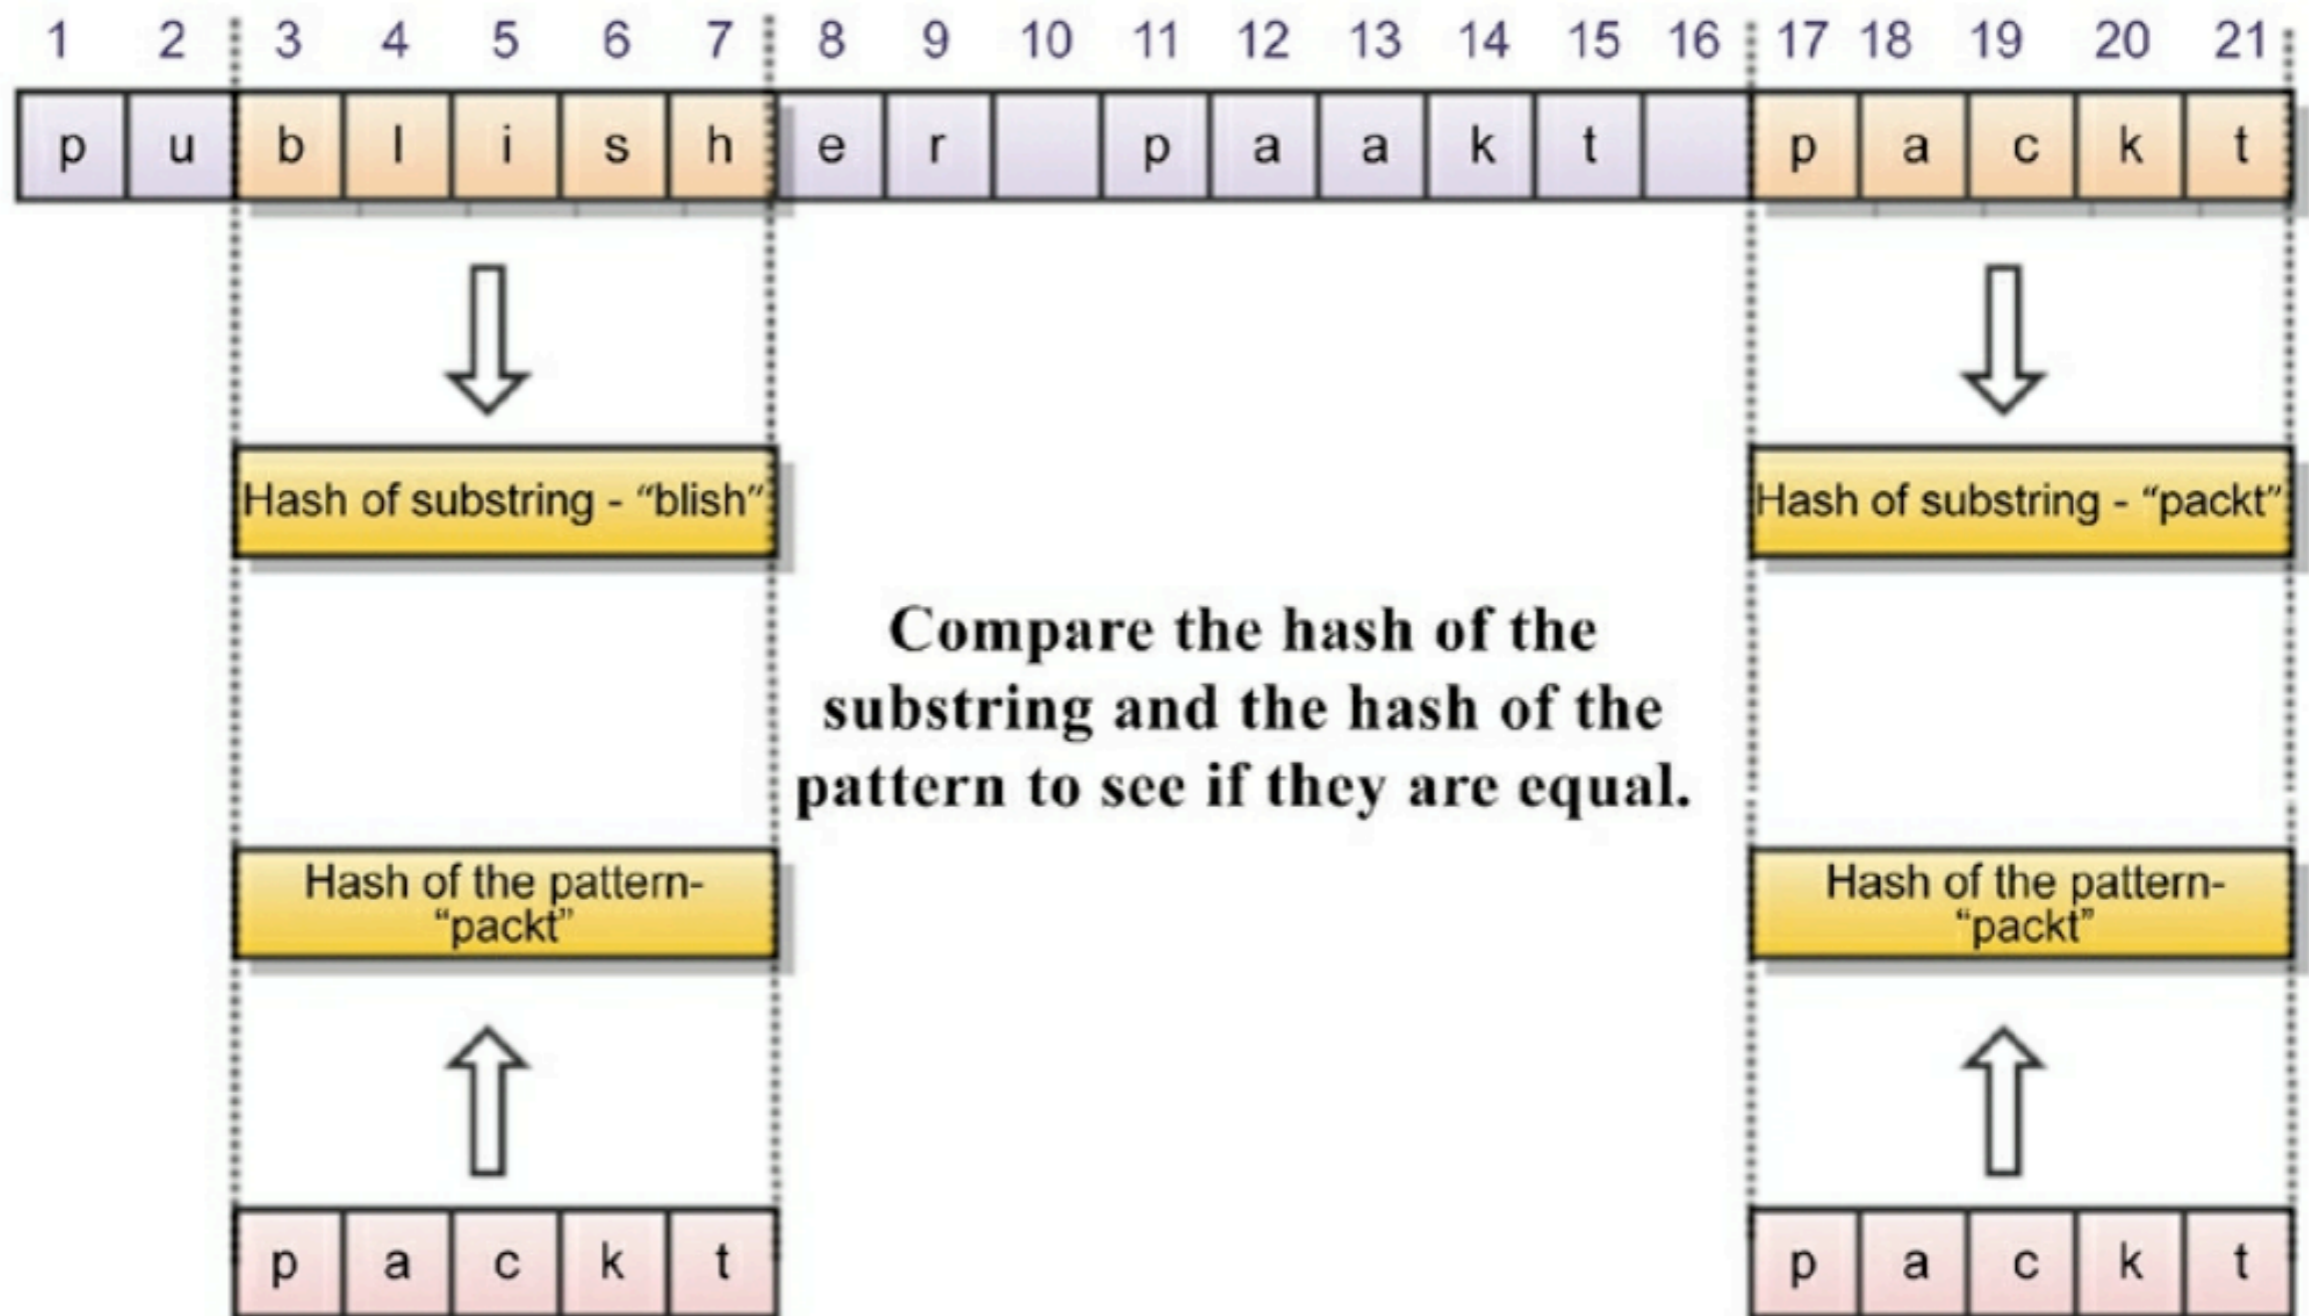 1 2 3 4 5 6 7 8 9 10 11 12 13 14 15 16 17 18 19 20 21
p u b l i s h e r p a a k t p a c k t
Hash of substring - “blish” Hash of substring - “packt”
Compare the hash of the
substring and the hash of the
pattern to see if they are equal.
Hash of the pattern- Hash of the pattern-
“packt” “packt”
p a c k t p a c k t